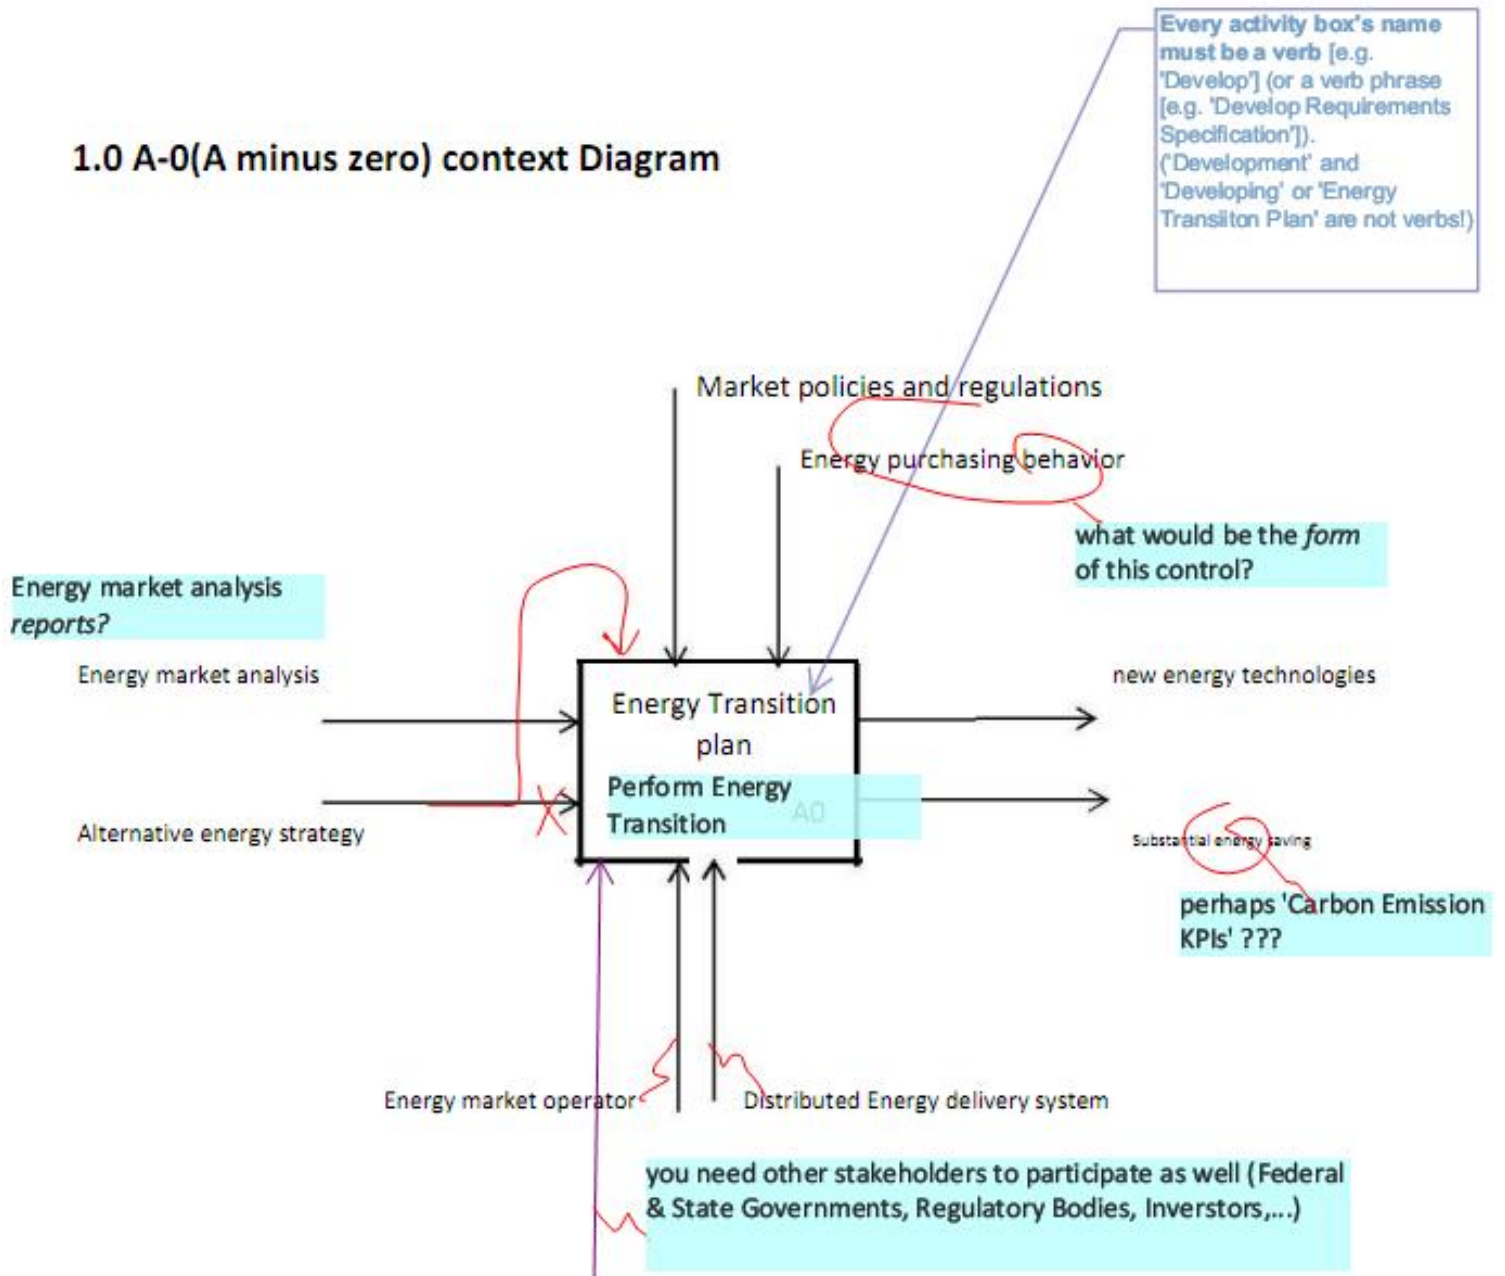 Every activity box's name
must be a verb [e.g.
'Develop'] (or a verb phrase
[e.g. 'Develop Requirements
Specification']).
('Development' and
'Developing' or 'Energy
Transiiton Plan' are not verbs!)
1.0 A-0(A minus zero) context Diagram
Market policies and regulations
Energy purchasing behavior
what would be the form
of this control?
Energy market analysis
reports?
Energy market analysis
new energy technologies
Energy Transition
plan
Perform Energy
Transition
A0
Alternative energy strategy
Substantial energy saving
perhaps 'Carbon Emission
KPIs' ???
Energy market operator
Distributed Energy delivery system
you need other stakeholders to participate as well (Federal
& State Governments, Regulatory Bodies, Inverstors,...)